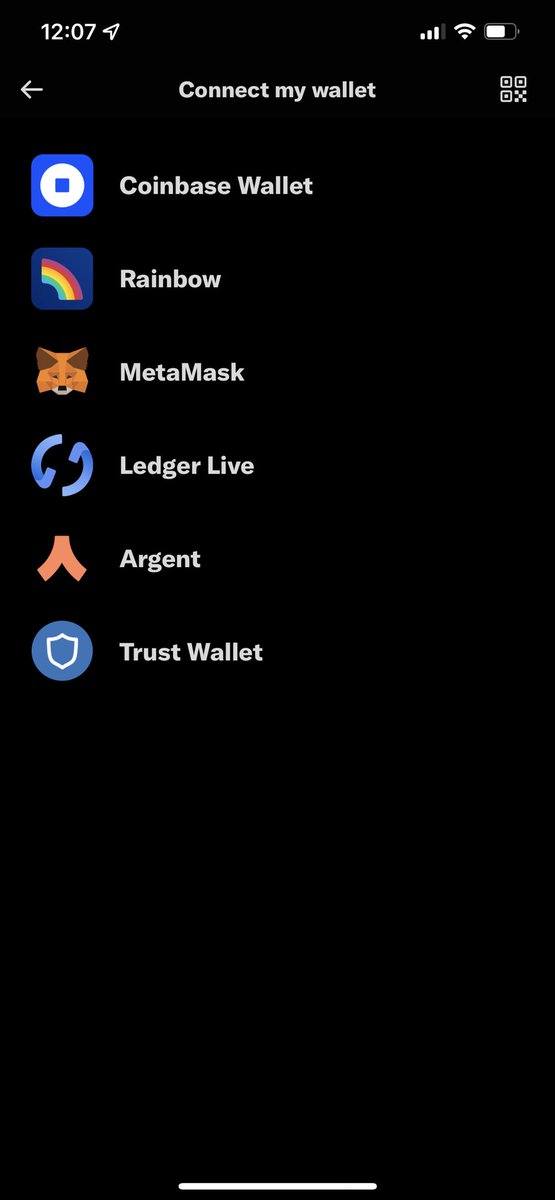 12:07
Connect my wallet
Coinbase Wallet
Rainbow
MetaMask
Ledger Live
Argent
Trust Wallet